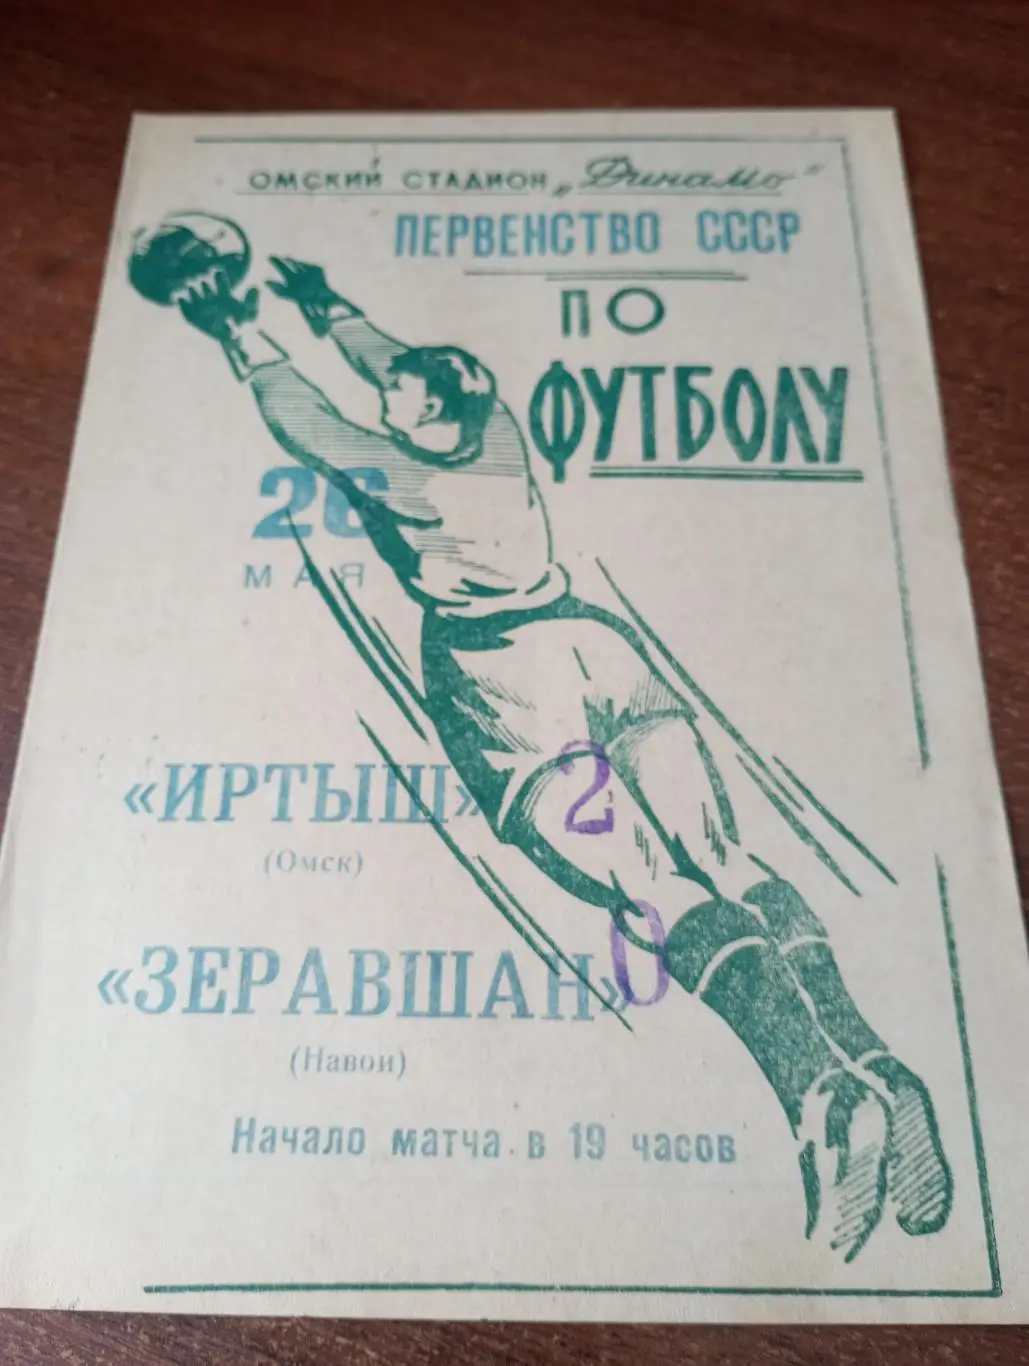 ОМСКИЙ СТАДИОН „Динамо"
ПЕРВЕНСТВО СССР
ПО
ФУТБОЛУ
26
МАЯ
«ИРТЫШ» 2
(Омск)
«ЗЕРАВШАН» 0
(Навои)
Начало матча в 19 часов